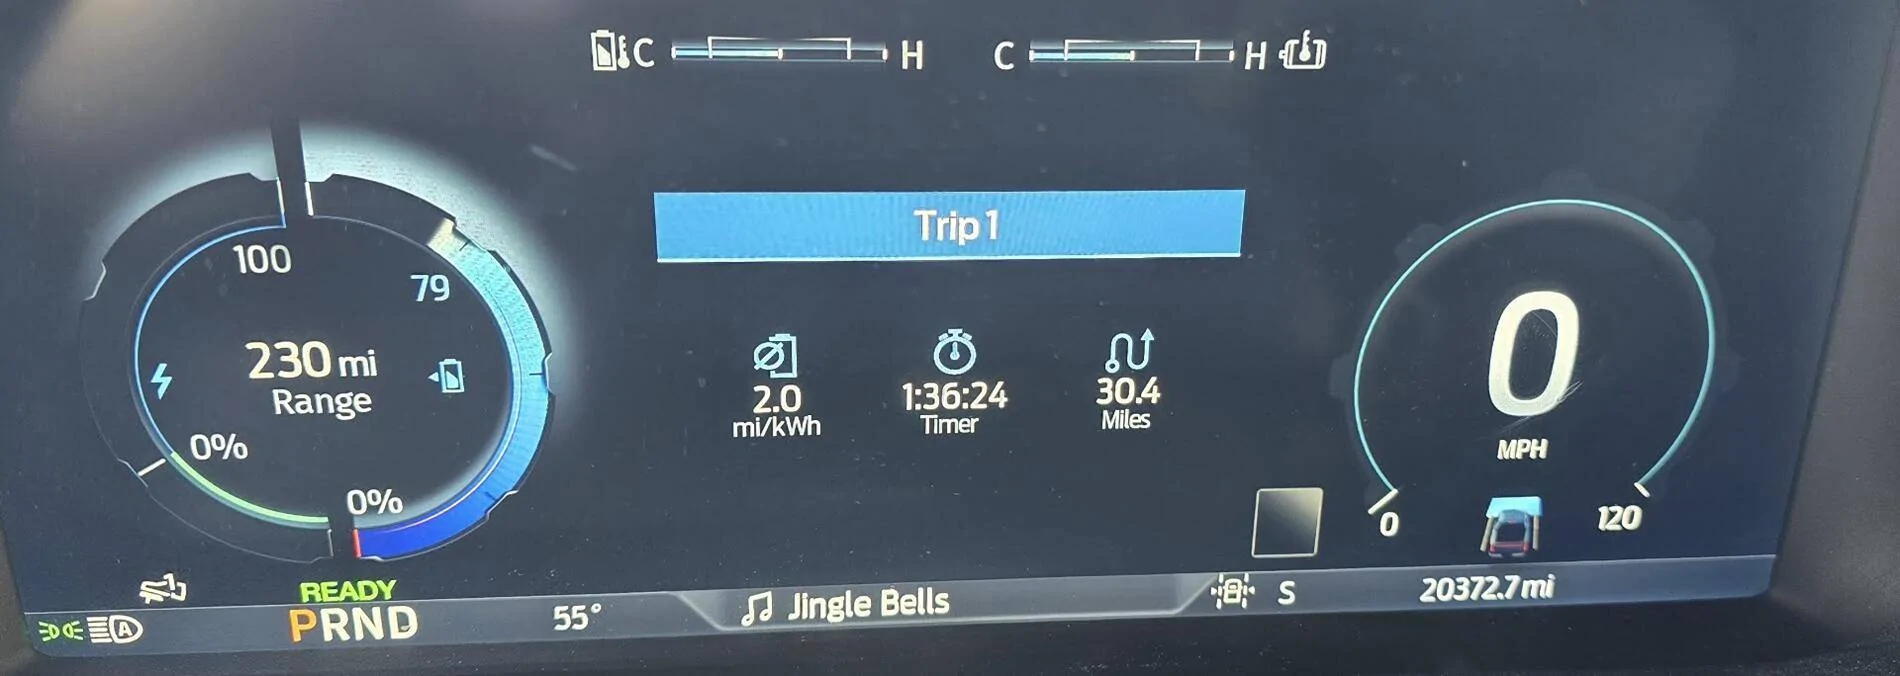 C H C H
Trip 1
100
79
230 mi
Range
0%
0%
2.0
mi/kWh
1:36:24
Timer
30.4
Miles
0
MPH
0
120
READY
A PRND 55° Jingle Bells S 20372.7 mi